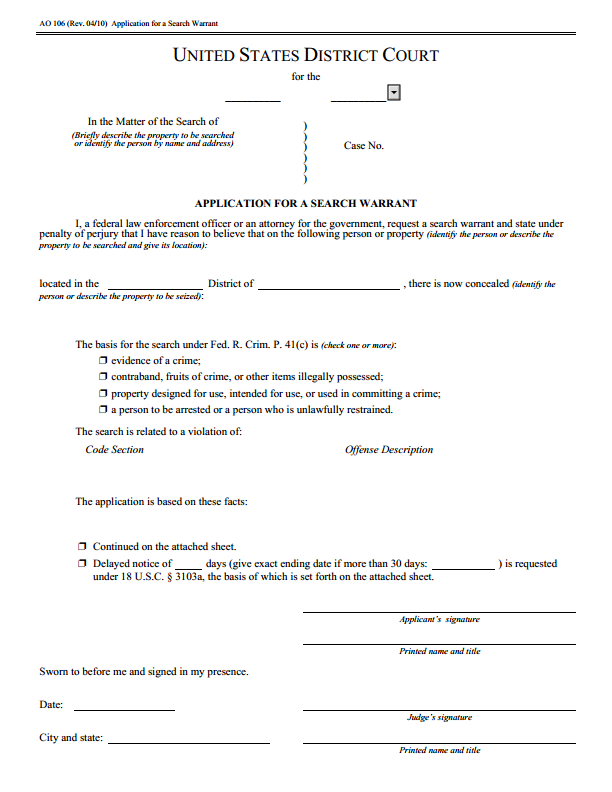 AO 106 (Rev. 04/10) Application for a Search Warrant
UNITED STATES DISTRICT COURT
for the
__________ __________
In the Matter of the Search of
(Briefly describe the property to be searched
or identify the person by name and address)
)
)
)
)
)
)
Case No.
APPLICATION FOR A SEARCH WARRANT
I, a federal law enforcement officer or an attorney for the government, request a search warrant and state under
penalty of perjury that I have reason to believe that on the following person or property (identify the person or describe the
property to be searched and give its location):
located in the ____________ District of ____________ , there is now concealed (identify the
person or describe the property to be seized):
The basis for the search under Fed. R. Crim. P. 41(c) is (check one or more):
❐ evidence of a crime;
❐ contraband, fruits of crime, or other items illegally possessed;
❐ property designed for use, intended for use, or used in committing a crime;
❐ a person to be arrested or a person who is unlawfully restrained.
The search is related to a violation of:
Code Section Offense Description
The application is based on these facts:
❐ Continued on the attached sheet.
❐ Delayed notice of ____ days (give exact ending date if more than 30 days: __________ ) is requested
under 18 U.S.C. § 3103a, the basis of which is set forth on the attached sheet.
Applicant's signature
Printed name and title
Sworn to before me and signed in my presence.
Date: ____________
Judge's signature
City and state: ____________
Printed name and title